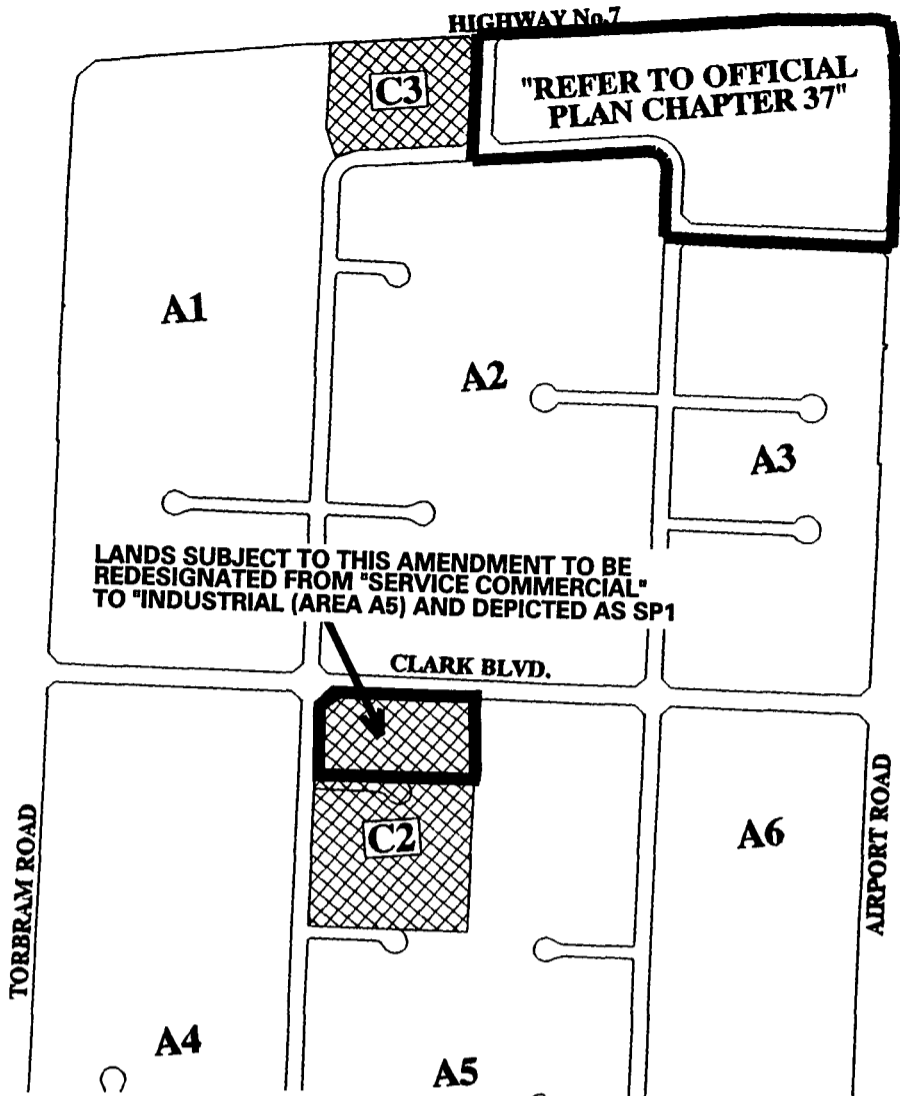 HIGHWAY No.7
C3
"REFER TO OFFICIAL
PLAN CHAPTER 37"
A1
A2
A3
LANDS SUBJECT TO THIS AMENDMENT TO BE
REDESIGNATED FROM "SERVICE COMMERCIAL"
TO "INDUSTRIAL (AREA A5) AND DEPICTED AS SP1
CLARK BLVD.
TORBRAM ROAD
C2
A6
AIRPORT ROAD
A4
A5